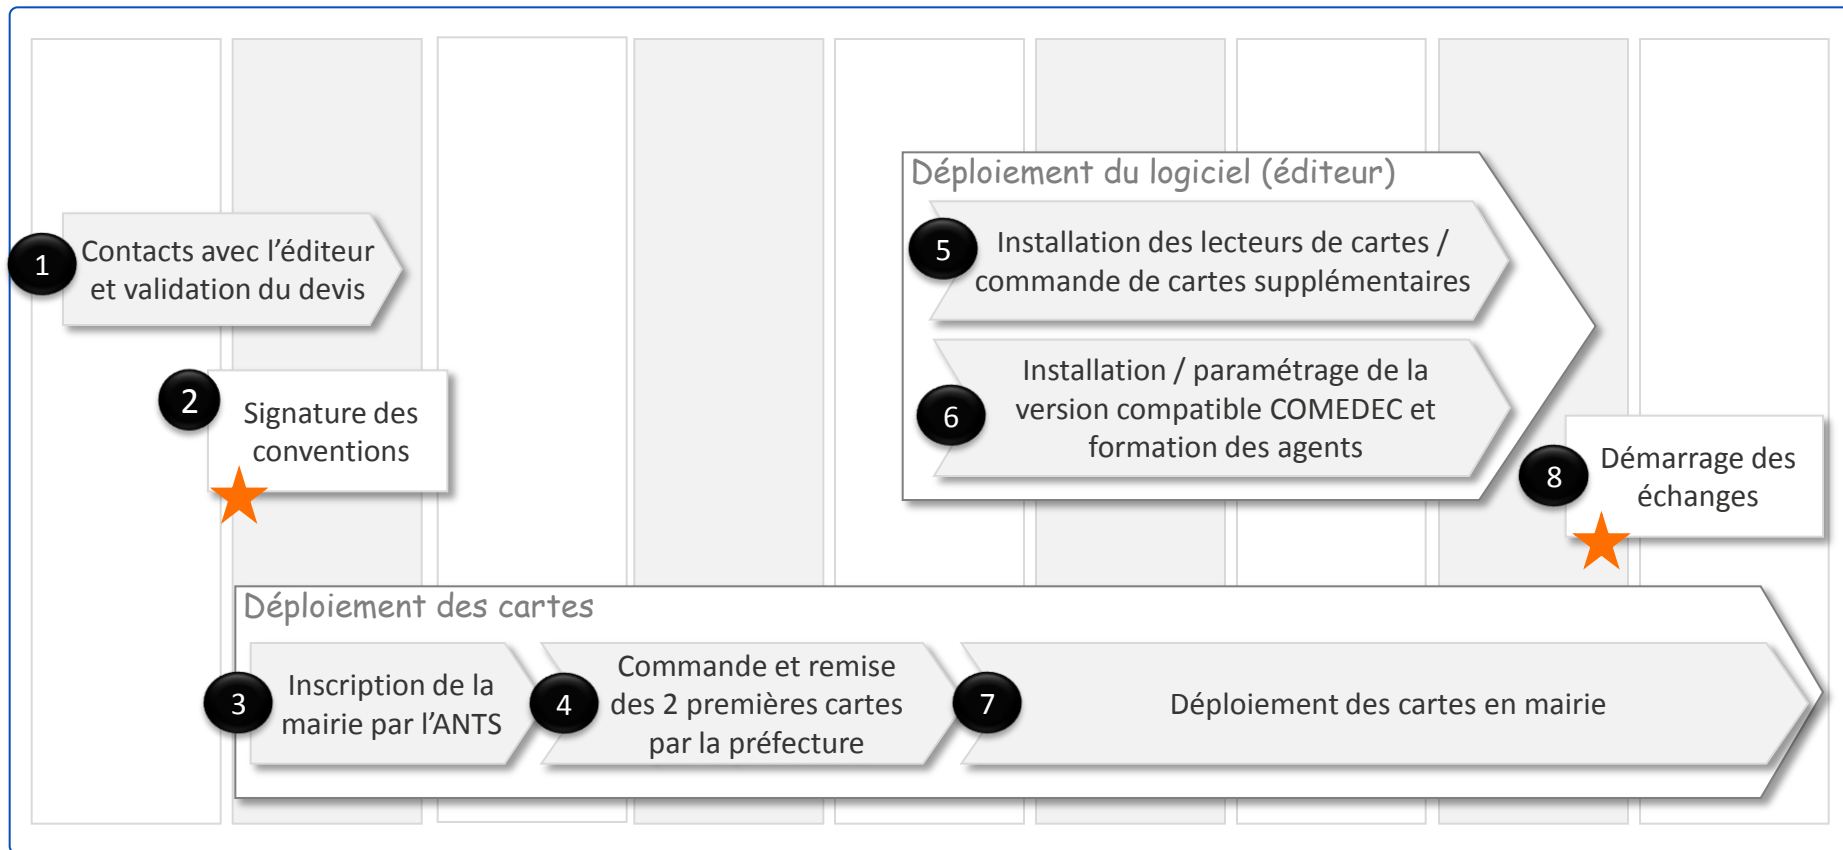 1
Contacts avec l’éditeur
et validation du devis
2
Signature des
conventions
Déploiement du logiciel (éditeur)
5
Installation des lecteurs de cartes /
commande de cartes supplémentaires
6
Installation / paramétrage de la
version compatible COMEDEC et
formation des agents
8
Démarrage des
échanges
Déploiement des cartes
3
Inscription de la
mairie par l’ANTS
4
Commande et remise
des 2 premières cartes
par la préfecture
7
Déploiement des cartes en mairie